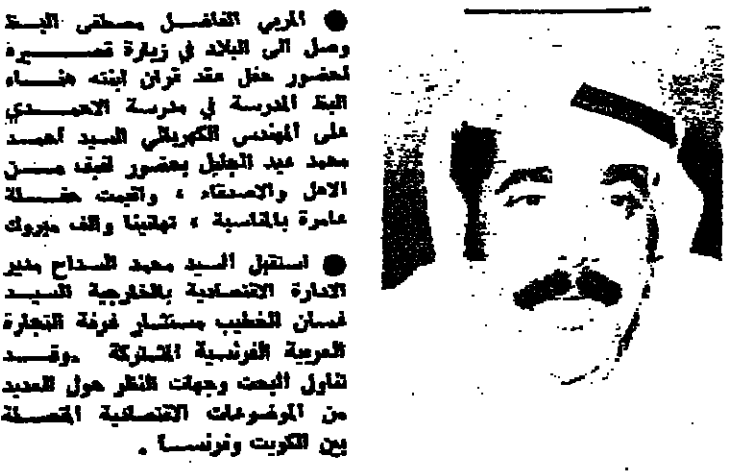 ● المربي الفاضل مصطفى البظ
وصل الى البلاد في زيارة قصيرة
لحضور حفل عقد قران ابنته هناء
البظ المدرسة في مدرسة الاحمدي
على المهندس الكهربائي السيد احمد
محمد عبد الجليل بحضور لفيف من
الاهل والاصدقاء ، واقيمت حفلة
عامرة بالمناسبة ، تهانينا والف مبروك
● استقبل السيد محمد السداح مدير
الادارة الاقتصادية بالخارجية السيد
غسان الخطيب مستشار غرفة التجارة
العربية الفرنسية المشتركة .وقد
تناول البحث وجهات النظر حول العديد
من الموضوعات الاقتصادية المتصلة
بين الكويت وفرنسا .